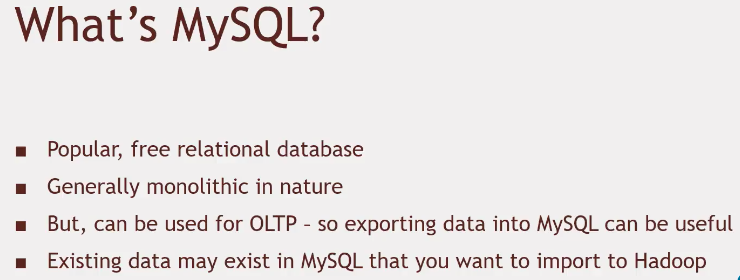 What's MySQL?
■ Popular, free relational database
■ Generally monolithic in nature
■ But, can be used for OLTP – so exporting data into MySQL can be useful
■ Existing data may exist in MySQL that you want to import to Hadoop